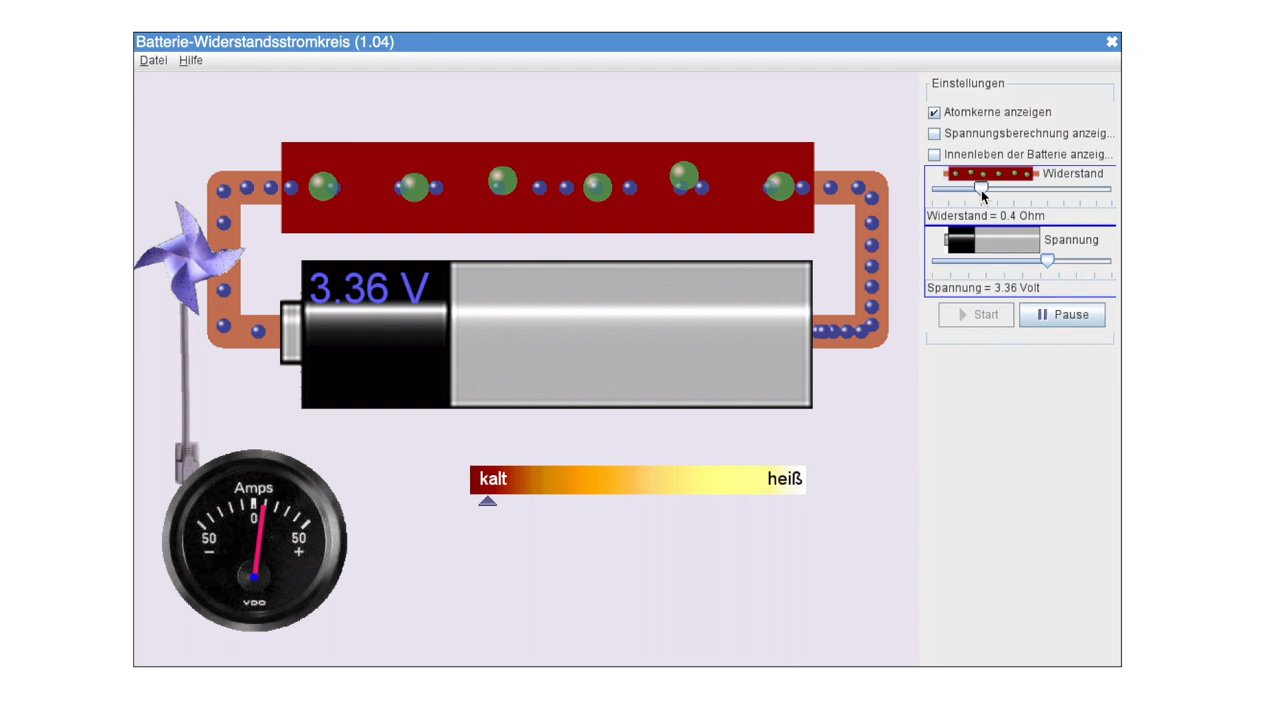 Batterie-Widerstandsstromkreis (1.04)
Datei Hilfe
Einstellungen
Atomkerne anzeigen
Spannungsberechnung anzeig...
Innenleben der Batterie anzeig...
Widerstand
Widerstand = 0.4 Ohm
Spannung
Spannung = 3.36 Volt
Start Pause
3.36 V
kalt heiß
Amps
0
50 50
− +
VDO